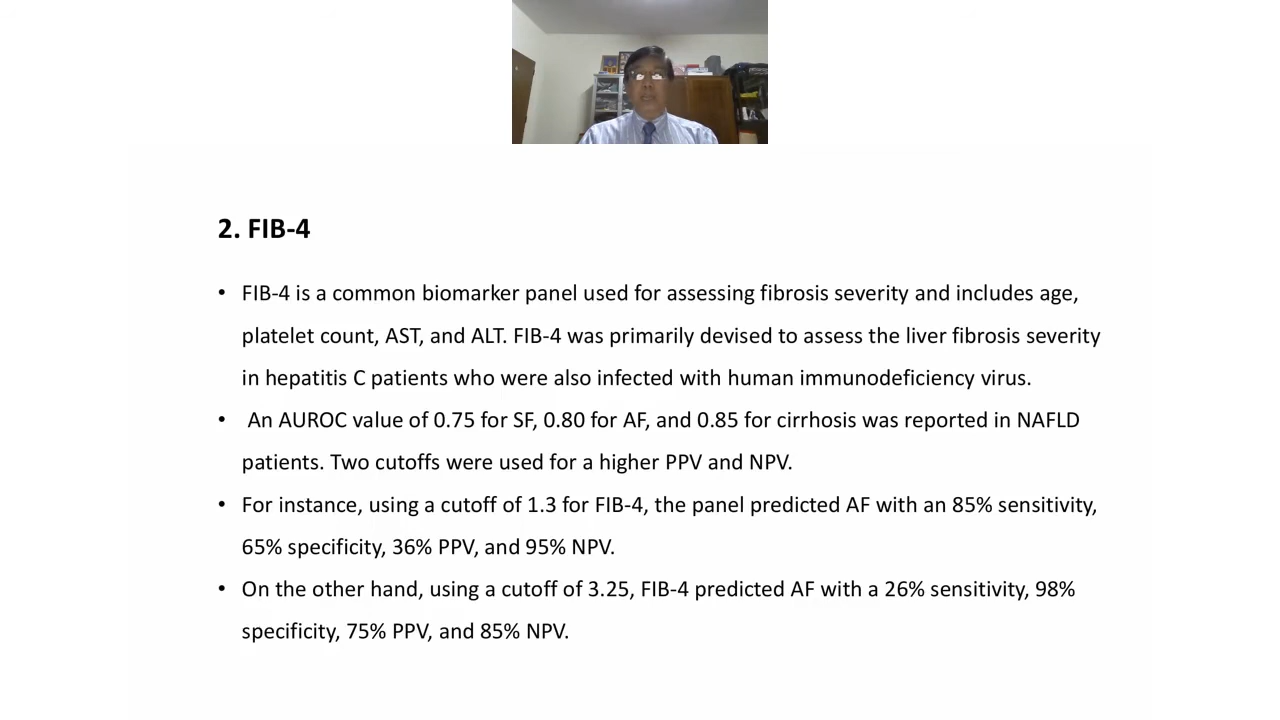 2. FIB-4
• FIB-4 is a common biomarker panel used for assessing fibrosis severity and includes age,
platelet count, AST, and ALT. FIB-4 was primarily devised to assess the liver fibrosis severity
in hepatitis C patients who were also infected with human immunodeficiency virus.
• An AUROC value of 0.75 for SF, 0.80 for AF, and 0.85 for cirrhosis was reported in NAFLD
patients. Two cutoffs were used for a higher PPV and NPV.
• For instance, using a cutoff of 1.3 for FIB-4, the panel predicted AF with an 85% sensitivity,
65% specificity, 36% PPV, and 95% NPV.
• On the other hand, using a cutoff of 3.25, FIB-4 predicted AF with a 26% sensitivity, 98%
specificity, 75% PPV, and 85% NPV.